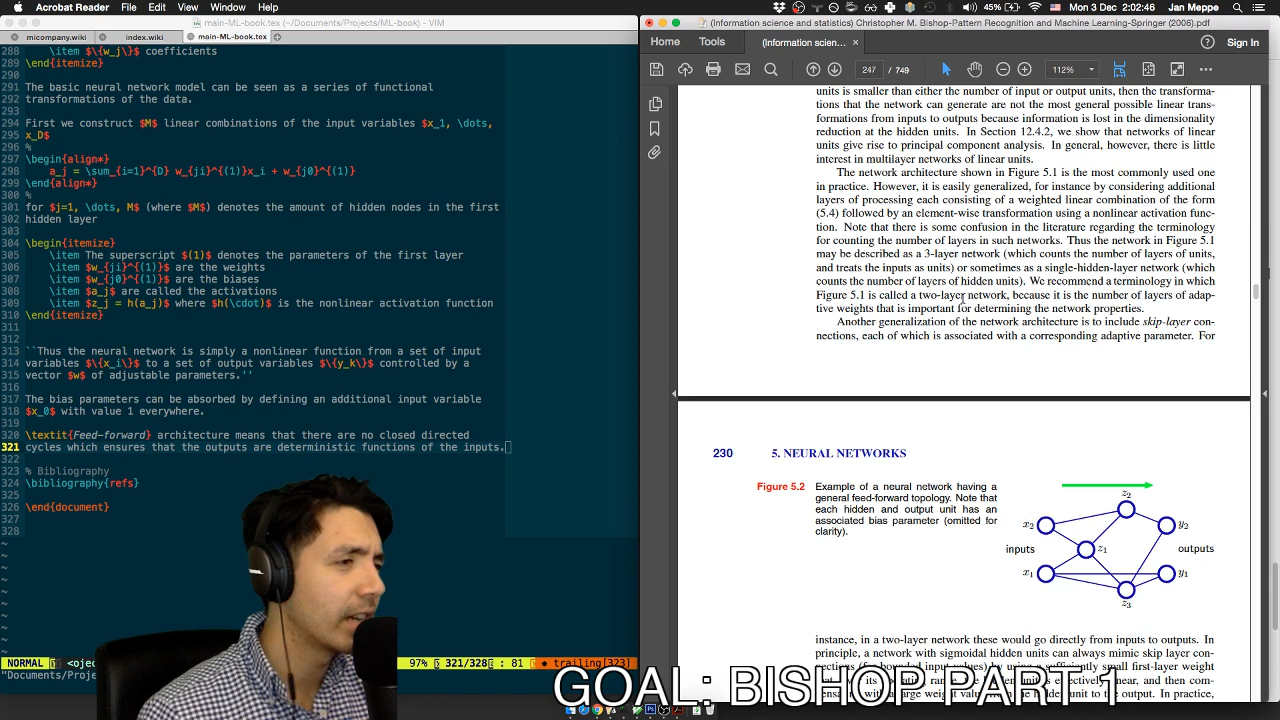 Acrobat Reader File Edit View Window Help
45% Mon 3 Dec 02:02:46 Jan Meppe
main-ML-book.tex (~/Documents/Projects/ML-book) - VIM
micompany.wiki index.wiki main-ML-book.tex
288 \item $\{w_j\}$ coefficients
289 \end{itemize}
290
291 The basic neural network model can be seen as a series of functional
292 transformations of the data.
293
294 First we construct $M$ linear combinations of the input variables $x_1, \dots,
295 x_D$
296 %
297 \begin{align*}
298 a_j = \sum_{i=1}^{D} w_{ji}^{(1)}x_i + w_{j0}^{(1)}
299 \end{align*}
300 %
301 for $j=1, \dots, M$ (where $M$) denotes the amount of hidden nodes in the first
302 hidden layer
303
304 \begin{itemize}
305 \item The superscript $(1)$ denotes the parameters of the first layer
306 \item $w_{ji}^{(1)}$ are the weights
307 \item $w_{j0}^{(1)}$ are the biases
308 \item $a_j$ are called the activations
309 \item $z_j = h(a_j)$ where $h(\cdot)$ is the nonlinear activation function
310 \end{itemize}
311
312
313 ``Thus the neural network is simply a nonlinear function from a set of input
314 variables $\{x_i\}$ to a set of output variables $\{y_k\}$ controlled by a
315 vector $w$ of adjustable parameters.''
316
317 The bias parameters can be absorbed by defining an additional input variable
318 $x_0$ with value 1 everywhere.
319
320 \textit{Feed-forward} architecture means that there are no closed directed
321 cycles which ensures that the outputs are deterministic functions of the inputs.
322
323 % Bibliography
324 \bibliography{refs}
325
326 \end{document}
327
328
~
~
~
~
~
~
~
~
~
~
NORMAL <ojec 97% 321/328 : 81 trailing[323]
"Documents/Proje
(Information science and statistics) Christopher M. Bishop-Pattern Recognition and Machine Learning-Springer (2006).pdf
Home Tools (Information scien... × Sign In
247 / 749 112%
units is smaller than either the number of input or output units, then the transforma-
tions that the network can generate are not the most general possible linear trans-
formations from inputs to outputs because information is lost in the dimensionality
reduction at the hidden units. In Section 12.4.2, we show that networks of linear
units give rise to principal component analysis. In general, however, there is little
interest in multilayer networks of linear units.
The network architecture shown in Figure 5.1 is the most commonly used one
in practice. However, it is easily generalized, for instance by considering additional
layers of processing each consisting of a weighted linear combination of the form
(5.4) followed by an element-wise transformation using a nonlinear activation func-
tion. Note that there is some confusion in the literature regarding the terminology
for counting the number of layers in such networks. Thus the network in Figure 5.1
may be described as a 3-layer network (which counts the number of layers of units,
and treats the inputs as units) or sometimes as a single-hidden-layer network (which
counts the number of layers of hidden units). We recommend a terminology in which
Figure 5.1 is called a two-layer network, because it is the number of layers of adap-
tive weights that is important for determining the network properties.
Another generalization of the network architecture is to include skip-layer con-
nections, each of which is associated with a corresponding adaptive parameter. For
230 5. NEURAL NETWORKS
Figure 5.2 Example of a neural network having a
general feed-forward topology. Note that
each hidden and output unit has an
associated bias parameter (omitted for
clarity).
z2
x2 y2
inputs z1 outputs
x1 y1
z3
instance, in a two-layer network these would go directly from inputs to outputs. In
principle, a network with sigmoidal hidden units can always mimic skip layer con-
GOAL: BISHOP PART 1